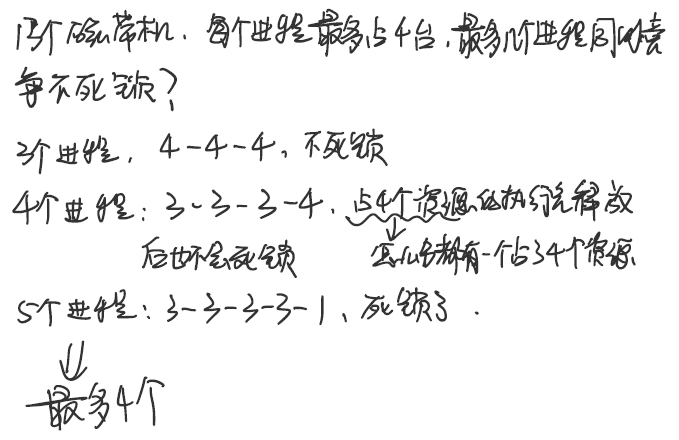 13个磁带机，每个进程最多占4台，最多几个进程同时竞
争不死锁？
3个进程，4-4-4，不死锁
4个进程：3-3-3-4，占4个资源的执行完释放
后也不会死锁 怎么分都有一个占了4个资源
5个进程：3-3-3-3-1，死锁了.
⇓
最多4个